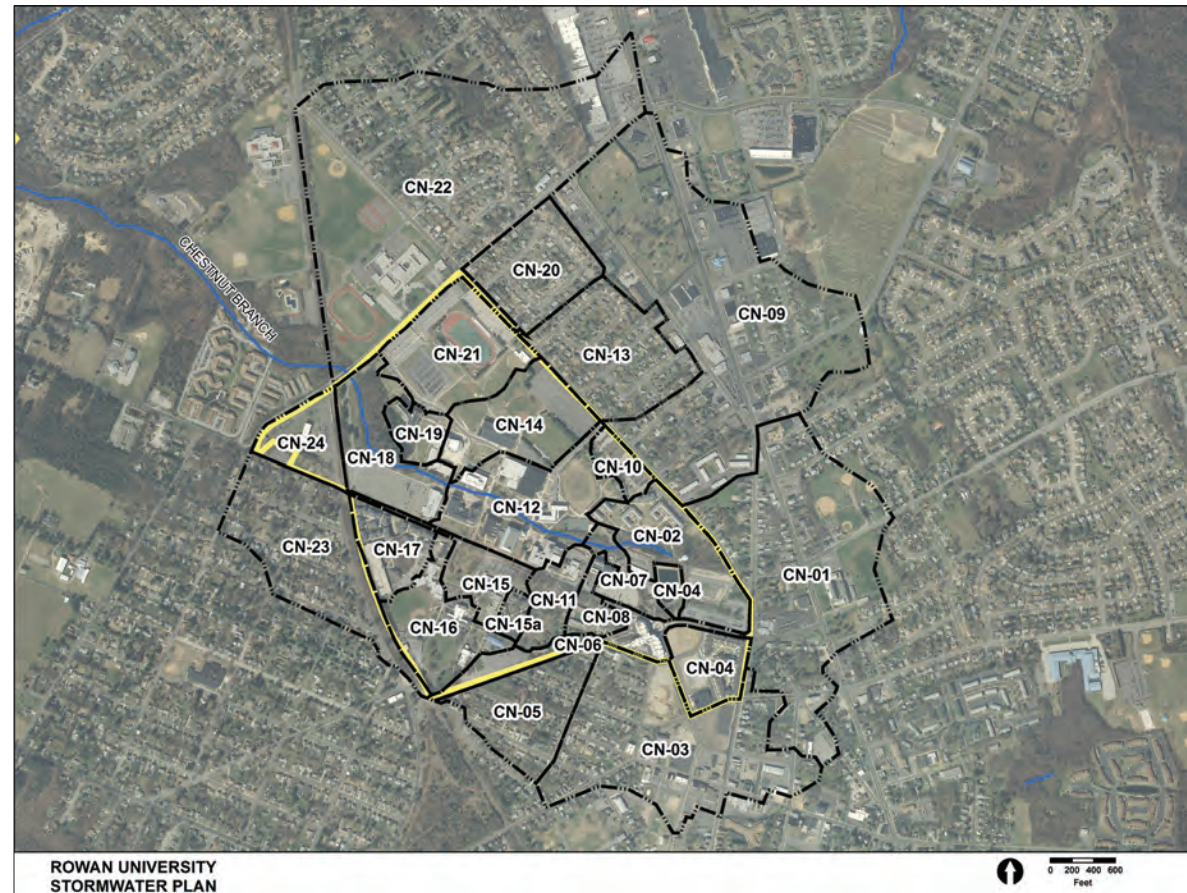 CN-22
CN-20
CN-09
CHESTNUT BRANCH
CN-21
CN-13
CN-19
CN-14
CN-24
CN-18
CN-10
CN-12
CN-02
CN-23
CN-17
CN-15
CN-07
CN-04
CN-01
CN-11
CN-16
CN-15a
CN-08
CN-06
CN-04
CN-05
CN-03
ROWAN UNIVERSITY
STORMWATER PLAN
0 200 400 600
Feet